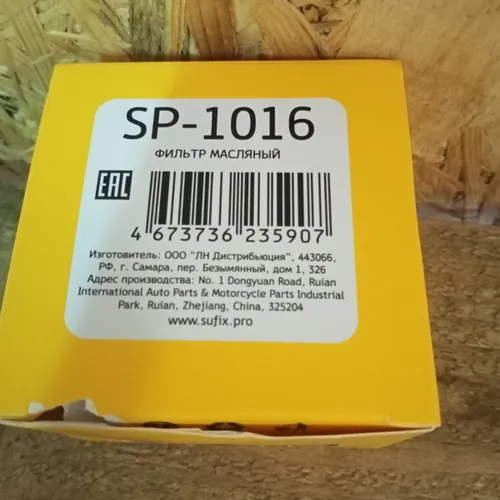 SP-1016
ФИЛЬТР МАСЛЯНЫЙ
EAC
4 673736 235907
Изготовитель: ООО "ЛН Дистрибьюция", 443066,
РФ, г. Самара, пер. Безымянный, дом 1, 326
Адрес производства: No. 1 Dongyuan Road, Ruian
International Auto Parts & Motorcycle Parts Industrial
Park, Ruian, Zhejiang, China, 325204
www.sufix.pro